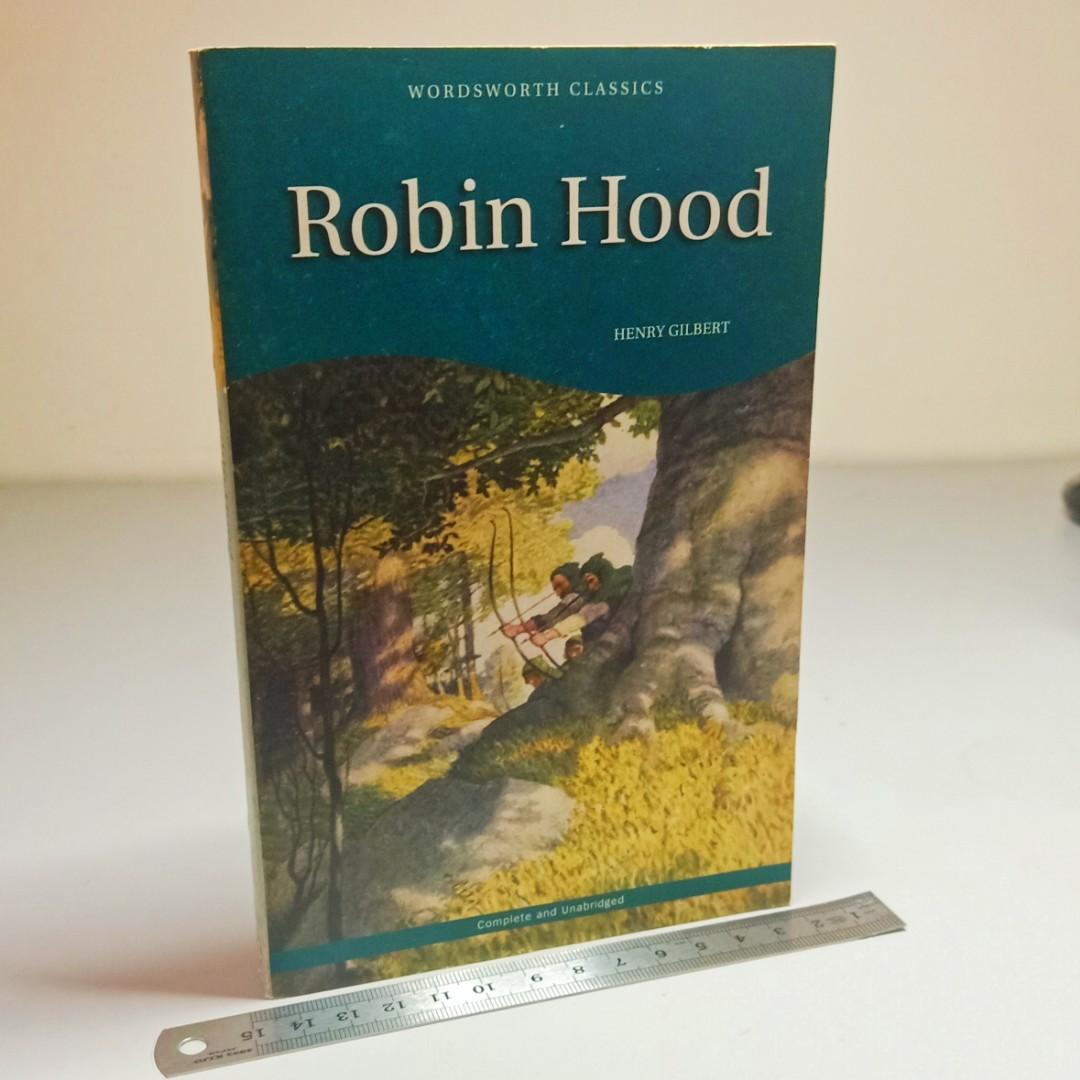 WORDSWORTH CLASSICS
Robin Hood
HENRY GILBERT
Complete and Unabridged
15 14 13 12 11 10 9 8 7 6 5 4 3 2 1
JAPAN